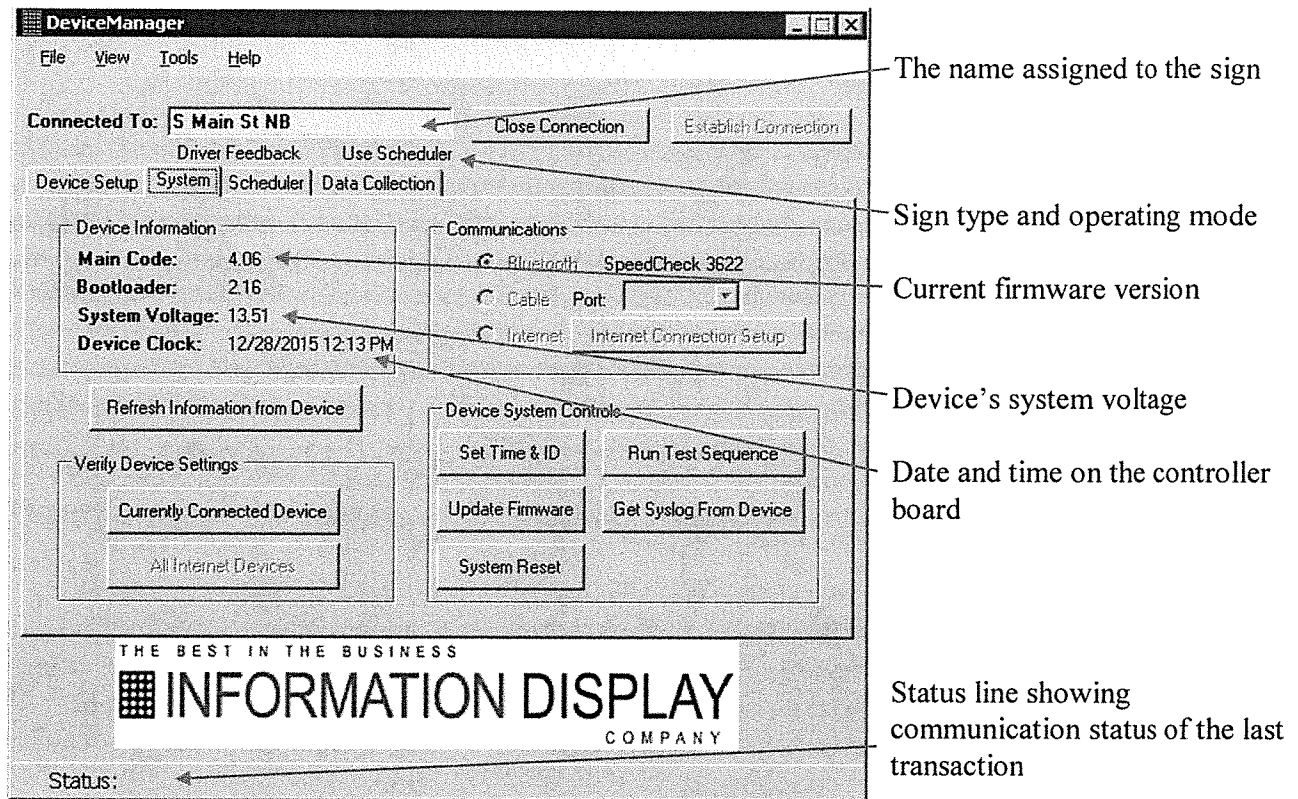 DeviceManager
File View Tools Help
Connected To: S Main St NB
Close Connection
Establish Connection
Driver Feedback Use Scheduler
Device Setup System Scheduler Data Collection
Device Information
Main Code: 4.06
Bootloader: 2.16
System Voltage: 13.51
Device Clock: 12/28/2015 12:13 PM
Refresh Information from Device
Verify Device Settings
Currently Connected Device
All Internet Devices
Communications
Bluetooth SpeedCheck 3622
Cable Port:
Internet Internet Connection Setup
Device System Controls
Set Time & ID Run Test Sequence
Update Firmware Get Syslog From Device
System Reset
THE BEST IN THE BUSINESS
INFORMATION DISPLAY
COMPANY
Status:
The name assigned to the sign
Sign type and operating mode
Current firmware version
Device's system voltage
Date and time on the controller
board
Status line showing
communication status of the last
transaction